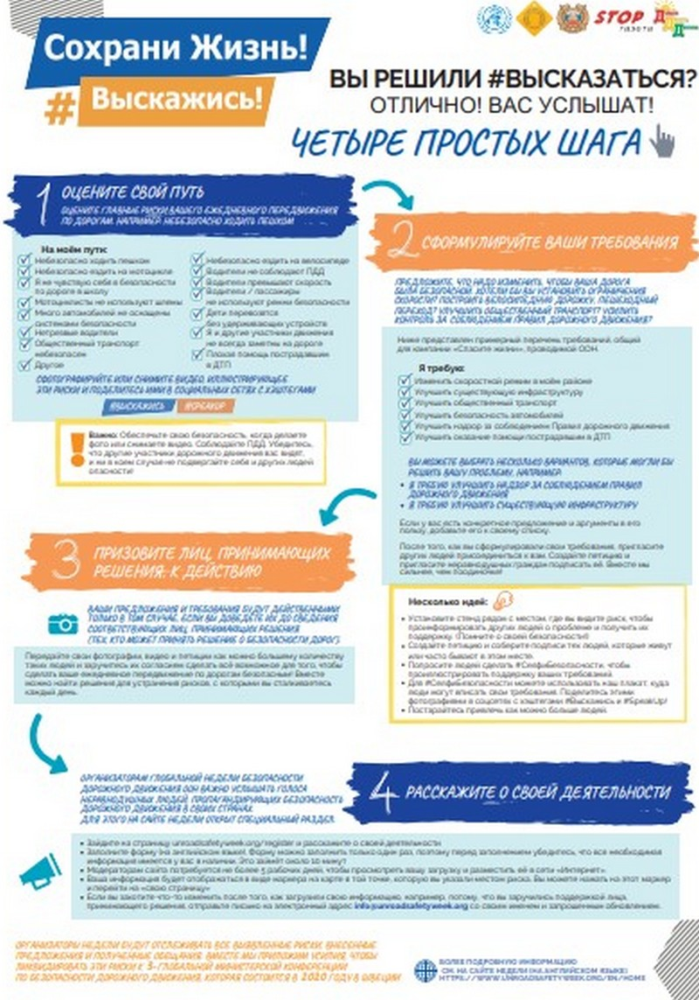 Сохрани Жизнь!
# Выскажись!
STOP
газета
ВЫ РЕШИЛИ #ВЫСКАЗАТЬСЯ?
ОТЛИЧНО! ВАС УСЛЫШАТ!
ЧЕТЫРЕ ПРОСТЫХ ШАГА
1 ОЦЕНИТЕ СВОЙ ПУТЬ
ОЦЕНИТЕ ГЛАВНЫЕ РИСКИ ВАШЕГО ЕЖЕДНЕВНОГО ПЕРЕДВИЖЕНИЯ
ПО ДОРОГАМ. НАПРИМЕР: НЕБЕЗОПАСНО ХОДИТЬ ПЕШКОМ
На моём пути:
Небезопасно ходить пешком
Небезопасно ездить на мотоцикле
Я не чувствую себя в безопасности
по дороге в школу
Мотоциклисты не используют шлемы
Много автомобилей не оснащены
системами безопасности
Нетрезвые водители
Общественный транспорт
небезопасен
Другое
Небезопасно ездить на велосипеде
Водители не соблюдают ПДД
Водители превышают скорость
Водители / пассажиры
не используют ремни безопасности
Дети перевозятся
без удерживающих устройств
Я и другие участники движения
не всегда заметны на дороге
Плохая помощь пострадавшим
в ДТП
СФОТОГРАФИРУЙТЕ ИЛИ СНИМИТЕ ВИДЕО, ИЛЛЮСТРИРУЮЩЕЕ
ЭТИ РИСКИ И ПОДЕЛИТЕСЬ ИМИ В СОЦИАЛЬНЫХ СЕТЯХ С ХЭШТЕГАМИ
#ВЫСКАЖИСЬ #SPEAKUP
Важно: Обеспечьте свою безопасность, когда делаете
фото или снимаете видео. Соблюдайте ПДД. Убедитесь,
что другие участники дорожного движения вас видят,
и ни в коем случае не подвергайте себя и других людей
опасности!
2 СФОРМУЛИРУЙТЕ ВАШИ ТРЕБОВАНИЯ
ПРЕДЛОЖИТЕ, ЧТО НАДО ИЗМЕНИТЬ, ЧТОБЫ ВАША ДОРОГА
БЫЛА БЕЗОПАСНОЙ. ХОТЕЛИ БЫ ВЫ УСТАНОВИТЬ ОГРАНИЧЕНИЯ
СКОРОСТИ? ПОСТРОИТЬ ВЕЛОСИПЕДНУЮ ДОРОЖКУ, ПЕШЕХОДНЫЙ
ПЕРЕХОД? УЛУЧШИТЬ ОБЩЕСТВЕННЫЙ ТРАНСПОРТ? УСИЛИТЬ
КОНТРОЛЬ ЗА СОБЛЮДЕНИЕМ ПРАВИЛ ДОРОЖНОГО ДВИЖЕНИЯ?
Ниже представлен примерный перечень требований, общий
для кампании «Спасите жизни», проводимой ООН.
Я требую:
Изменить скоростной режим в моём районе
Улучшить существующую инфраструктуру
Улучшить общественный транспорт
Улучшить безопасность автомобилей
Улучшить надзор за соблюдением Правил дорожного движения
Улучшить оказание помощи пострадавшим в ДТП
ВЫ МОЖЕТЕ ВЫБРАТЬ НЕСКОЛЬКО ВАРИАНТОВ, КОТОРЫЕ МОГЛИ БЫ
РЕШИТЬ ВАШУ ПРОБЛЕМУ. НАПРИМЕР:
• Я ТРЕБУЮ УЛУЧШИТЬ НАДЗОР ЗА СОБЛЮДЕНИЕМ ПРАВИЛ
ДОРОЖНОГО ДВИЖЕНИЯ
• Я ТРЕБУЮ УЛУЧШИТЬ СУЩЕСТВУЮЩУЮ ИНФРАСТРУКТУРУ
Если у вас есть конкретное предложение и аргументы в его
пользу, добавьте его к своему списку.
После того, как вы сформулировали свои требования, пригласите
других людей присоединиться к вам. Создайте петицию и
пригласите неравнодушных граждан подписать её. Вместе мы
сильнее, чем поодиночке!
Несколько идей:
• Установите стенд рядом с местом, где вы видите риск, чтобы
проинформировать других людей о проблеме и получить их
поддержку. (Помните о своей безопасности!)
• Создайте петицию и соберите подписи тех людей, которые живут
или часто бывают в этом месте.
• Попросите людей сделать #СелфиБезопасности, чтобы
проиллюстрировать поддержку ваших требований.
• Для #СелфиБезопасности можете использовать наш плакат, куда
люди могут вписать свои требования. Поделитесь этими
фотографиями в соцсетях с хэштегами #Выскажись и #SpeakUp!
• Постарайтесь привлечь как можно больше людей.
3 ПРИЗОВИТЕ ЛИЦ, ПРИНИМАЮЩИХ
РЕШЕНИЯ, К ДЕЙСТВИЮ
ВАШИ ПРЕДЛОЖЕНИЯ И ТРЕБОВАНИЯ БУДУТ ДЕЙСТВЕННЫМИ
ТОЛЬКО В ТОМ СЛУЧАЕ, ЕСЛИ ВЫ ДОВЕДЕТЕ ИХ ДО СВЕДЕНИЯ
СООТВЕТСТВУЮЩИХ ЛИЦ, ПРИНИМАЮЩИХ РЕШЕНИЯ
(ТЕХ, КТО МОЖЕТ ПРИНЯТЬ РЕШЕНИЕ О БЕЗОПАСНОСТИ ДОРОГ).
Передайте свои фотографии, видео и петиции как можно большему количеству
таких людей и заручитесь их согласием сделать всё возможное для того, чтобы
сделать ваше ежедневное передвижение по дорогам безопасным! Вместе
можно найти решения для устранения рисков, с которыми вы сталкиваетесь
каждый день.
ОРГАНИЗАТОРАМ ГЛОБАЛЬНОЙ НЕДЕЛИ БЕЗОПАСНОСТИ
ДОРОЖНОГО ДВИЖЕНИЯ ООН ВАЖНО УСЛЫШАТЬ ГОЛОСА
НЕРАВНОДУШНЫХ ЛЮДЕЙ, ПРОПАГАНДИРУЮЩИХ БЕЗОПАСНОСТЬ
ДОРОЖНОГО ДВИЖЕНИЯ В СВОИХ СТРАНАХ.
ДЛЯ ЭТОГО НА САЙТЕ НЕДЕЛИ ОТКРЫТ СПЕЦИАЛЬНЫЙ РАЗДЕЛ.
4 РАССКАЖИТЕ О СВОЕЙ ДЕЯТЕЛЬНОСТИ
• Зайдите на страницу unroadsafetyweek.org/register и расскажите о своей деятельности
• Заполните форму (на английском языке). Форму можно заполнить только один раз, поэтому перед заполнением убедитесь, что вся необходимая
информация имеется у вас в наличии. Это займёт около 10 минут
• Модераторам сайта потребуется не более 5 рабочих дней, чтобы просмотреть вашу загрузку и разместить её в сети «Интернет».
• Ваша информация будет отображаться в виде маркера на карте в той точке, которую вы указали местом риска. Вы можете нажать на этот маркер
и перейти на «свою страницу»
• Если вы захотите что-то изменить после того, как загрузили свою информацию, например, потому, что вы заручились поддержкой лица,
принимающего решения, отправьте письмо на электронный адрес info@unroadsafetyweek.org со своим именем и запрошенным обновлением.
ОРГАНИЗАТОРЫ НЕДЕЛИ БУДУТ ОТСЛЕЖИВАТЬ ВСЕ ВЫЯВЛЕННЫЕ РИСКИ, ВНЕСЕННЫЕ
ПРЕДЛОЖЕНИЯ И ПОЛУЧЕННЫЕ ОБЕЩАНИЯ. ВМЕСТЕ МЫ ПРИЛОЖИМ УСИЛИЯ, ЧТОБЫ
ЛИКВИДИРОВАТЬ ЭТИ РИСКИ К 3-ГЛОБАЛЬНОЙ МИНИСТЕРСКОЙ КОНФЕРЕНЦИИ
ПО БЕЗОПАСНОСТИ ДОРОЖНОГО ДВИЖЕНИЯ, КОТОРАЯ СОСТОИТСЯ В 2020 ГОДУ В ШВЕЦИИ
БОЛЕЕ ПОДРОБНУЮ ИНФОРМАЦИЮ
СМ. НА САЙТЕ НЕДЕЛИ (НА АНГЛИЙСКОМ ЯЗЫКЕ)
HTTPS://WWW.UNROADSAFETYWEEK.ORG/EN/HOME